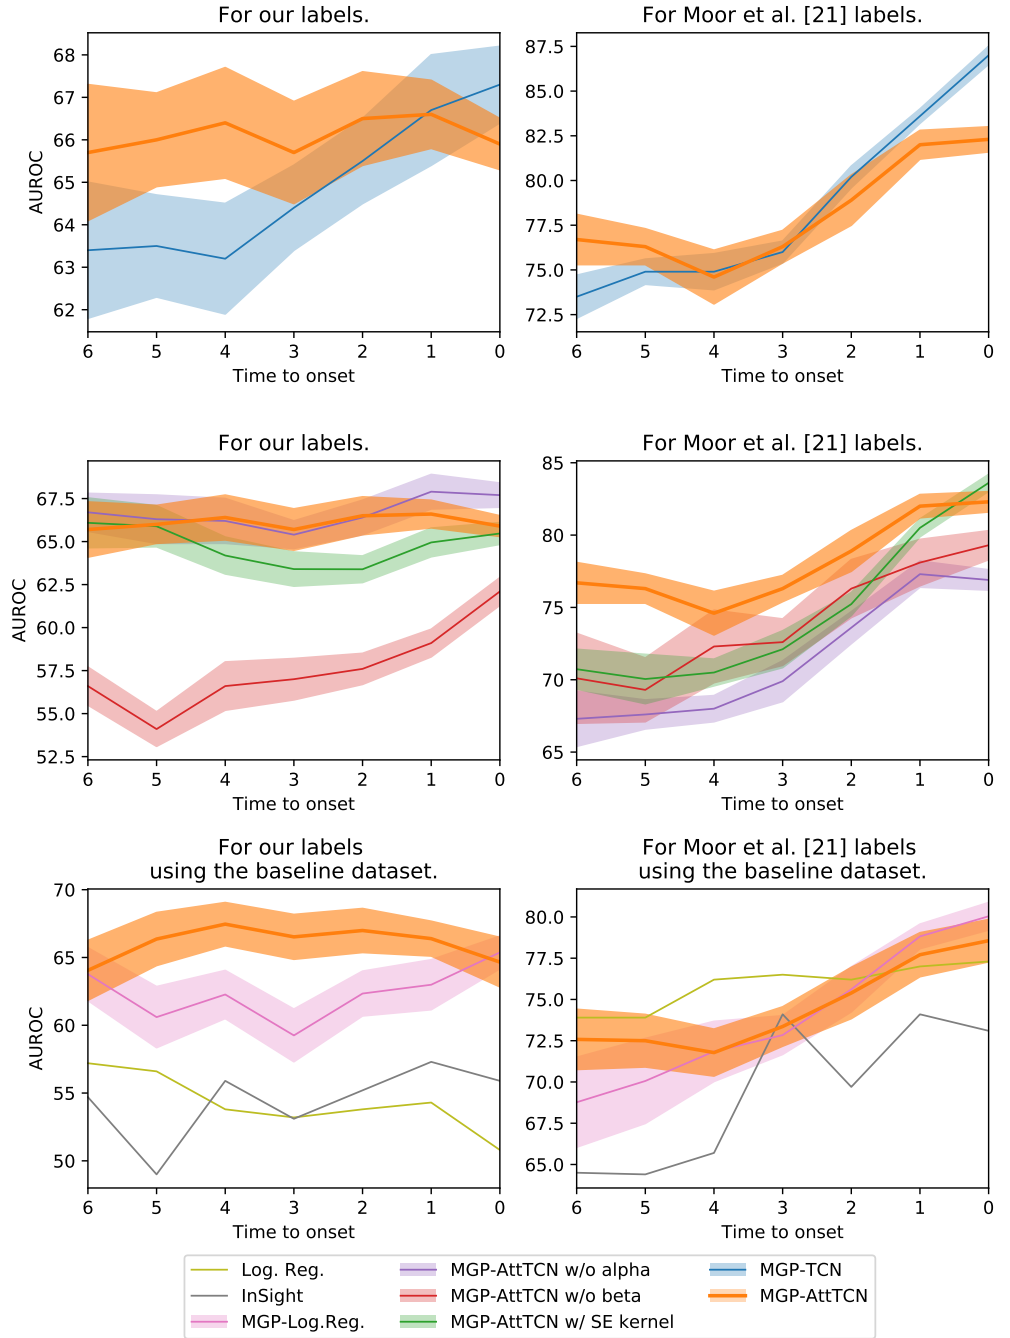 For our labels.
For Moor et al. [21] labels.
AUROC
68
67
66
65
64
63
62
6 5 4 3 2 1 0
Time to onset
87.5
85.0
82.5
80.0
77.5
75.0
72.5
6 5 4 3 2 1 0
Time to onset
For our labels.
For Moor et al. [21] labels.
AUROC
67.5
65.0
62.5
60.0
57.5
55.0
52.5
6 5 4 3 2 1 0
Time to onset
85
80
75
70
65
6 5 4 3 2 1 0
Time to onset
For our labels
using the baseline dataset.
For Moor et al. [21] labels
using the baseline dataset.
AUROC
70
65
60
55
50
6 5 4 3 2 1 0
Time to onset
80.0
77.5
75.0
72.5
70.0
67.5
65.0
6 5 4 3 2 1 0
Time to onset
Log. Reg.
InSight
MGP-Log.Reg.
MGP-AttTCN w/o alpha
MGP-AttTCN w/o beta
MGP-AttTCN w/ SE kernel
MGP-TCN
MGP-AttTCN